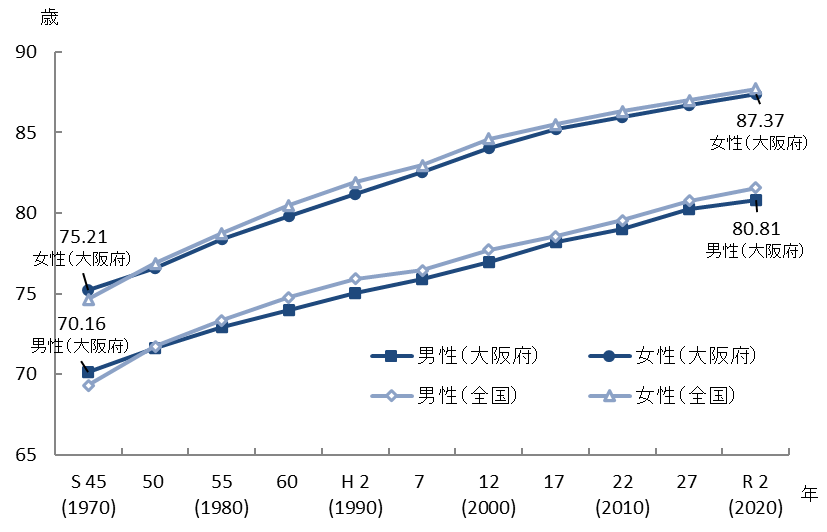 歳
90
85
80
75
70
65
75.21
女性(大阪府)
70.16
男性(大阪府)
87.37
女性(大阪府)
80.81
男性(大阪府)
男性(大阪府)
女性(大阪府)
男性(全国)
女性(全国)
S 45 50 55 60 H 2 7 12 17 22 27 R 2
(1970) (1980) (1990) (2000) (2010) (2020)
年